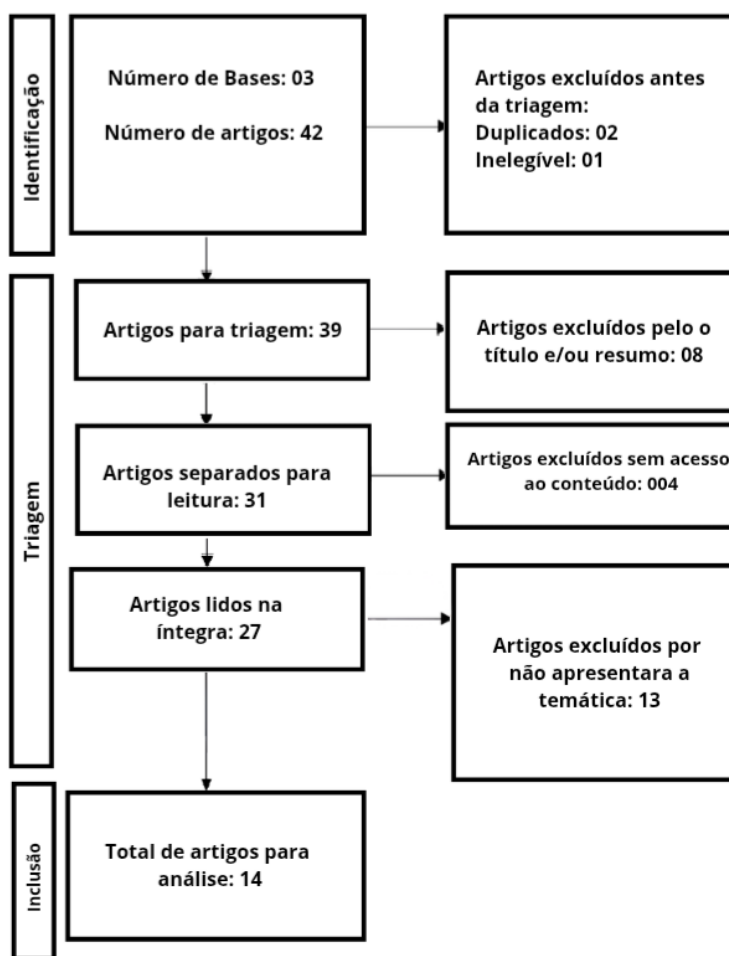 Identificação
Número de Bases: 03
Número de artigos: 42
Artigos excluídos antes
da triagem:
Duplicados: 02
Inelegível: 01
Triagem
Artigos para triagem: 39
Artigos excluídos pelo o
título e/ou resumo: 08
Artigos separados para
leitura: 31
Artigos excluídos sem acesso
ao conteúdo: 004
Artigos lidos na
íntegra: 27
Artigos excluídos por
não apresentara a
temática: 13
Inclusão
Total de artigos para
análise: 14